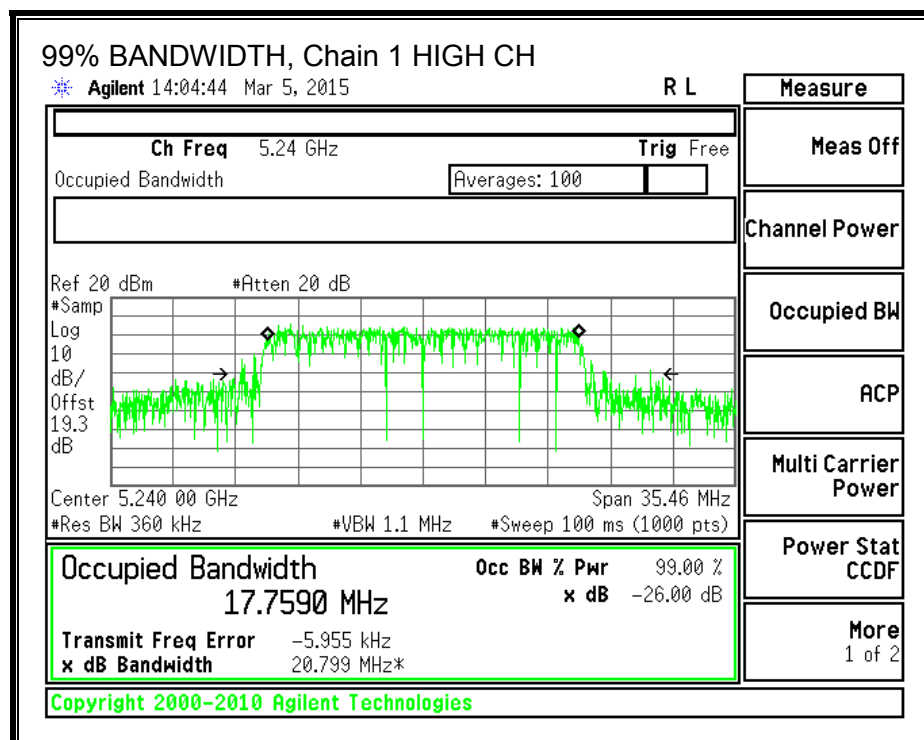 99% BANDWIDTH, Chain 1 HIGH CH
Agilent 14:04:44 Mar 5, 2015 R L
Measure
Ch Freq 5.24 GHz Trig Free
Meas Off
Occupied Bandwidth Averages: 100
Channel Power
Ref 20 dBm #Atten 20 dB
#Samp
Log
10
dB/
Offst
19.3
dB
Occupied BW
ACP
Multi Carrier
Power
Center 5.240 00 GHz Span 35.46 MHz
#Res BW 360 kHz #VBW 1.1 MHz #Sweep 100 ms (1000 pts)
Power Stat
CCDF
Occupied Bandwidth Occ BW % Pwr 99.00 %
17.7590 MHz x dB -26.00 dB
Transmit Freq Error -5.955 kHz
x dB Bandwidth 20.799 MHz*
More
1 of 2
Copyright 2000-2010 Agilent Technologies